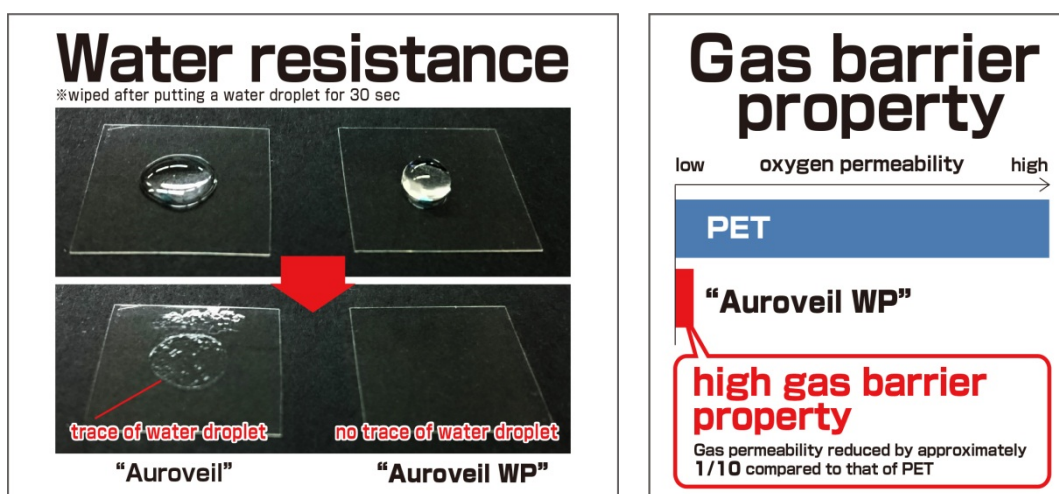 Water resistance
※wiped after putting a water droplet for 30 sec
trace of water droplet
no trace of water droplet
“Auroveil”
“Auroveil WP”
Gas barrier
property
low
oxygen permeability
high
PET
“Auroveil WP”
high gas barrier
property
Gas permeability reduced by approximately
1/10 compared to that of PET